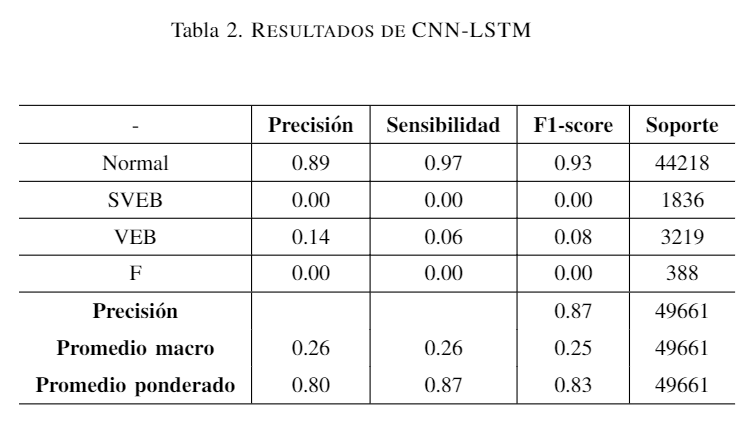 Tabla 2. RESULTADOS DE CNN-LSTM
- Precisión Sensibilidad F1-score Soporte
Normal 0.89 0.97 0.93 44218
SVEB 0.00 0.00 0.00 1836
VEB 0.14 0.06 0.08 3219
F 0.00 0.00 0.00 388
Precisión 0.87 49661
Promedio macro 0.26 0.26 0.25 49661
Promedio ponderado 0.80 0.87 0.83 49661